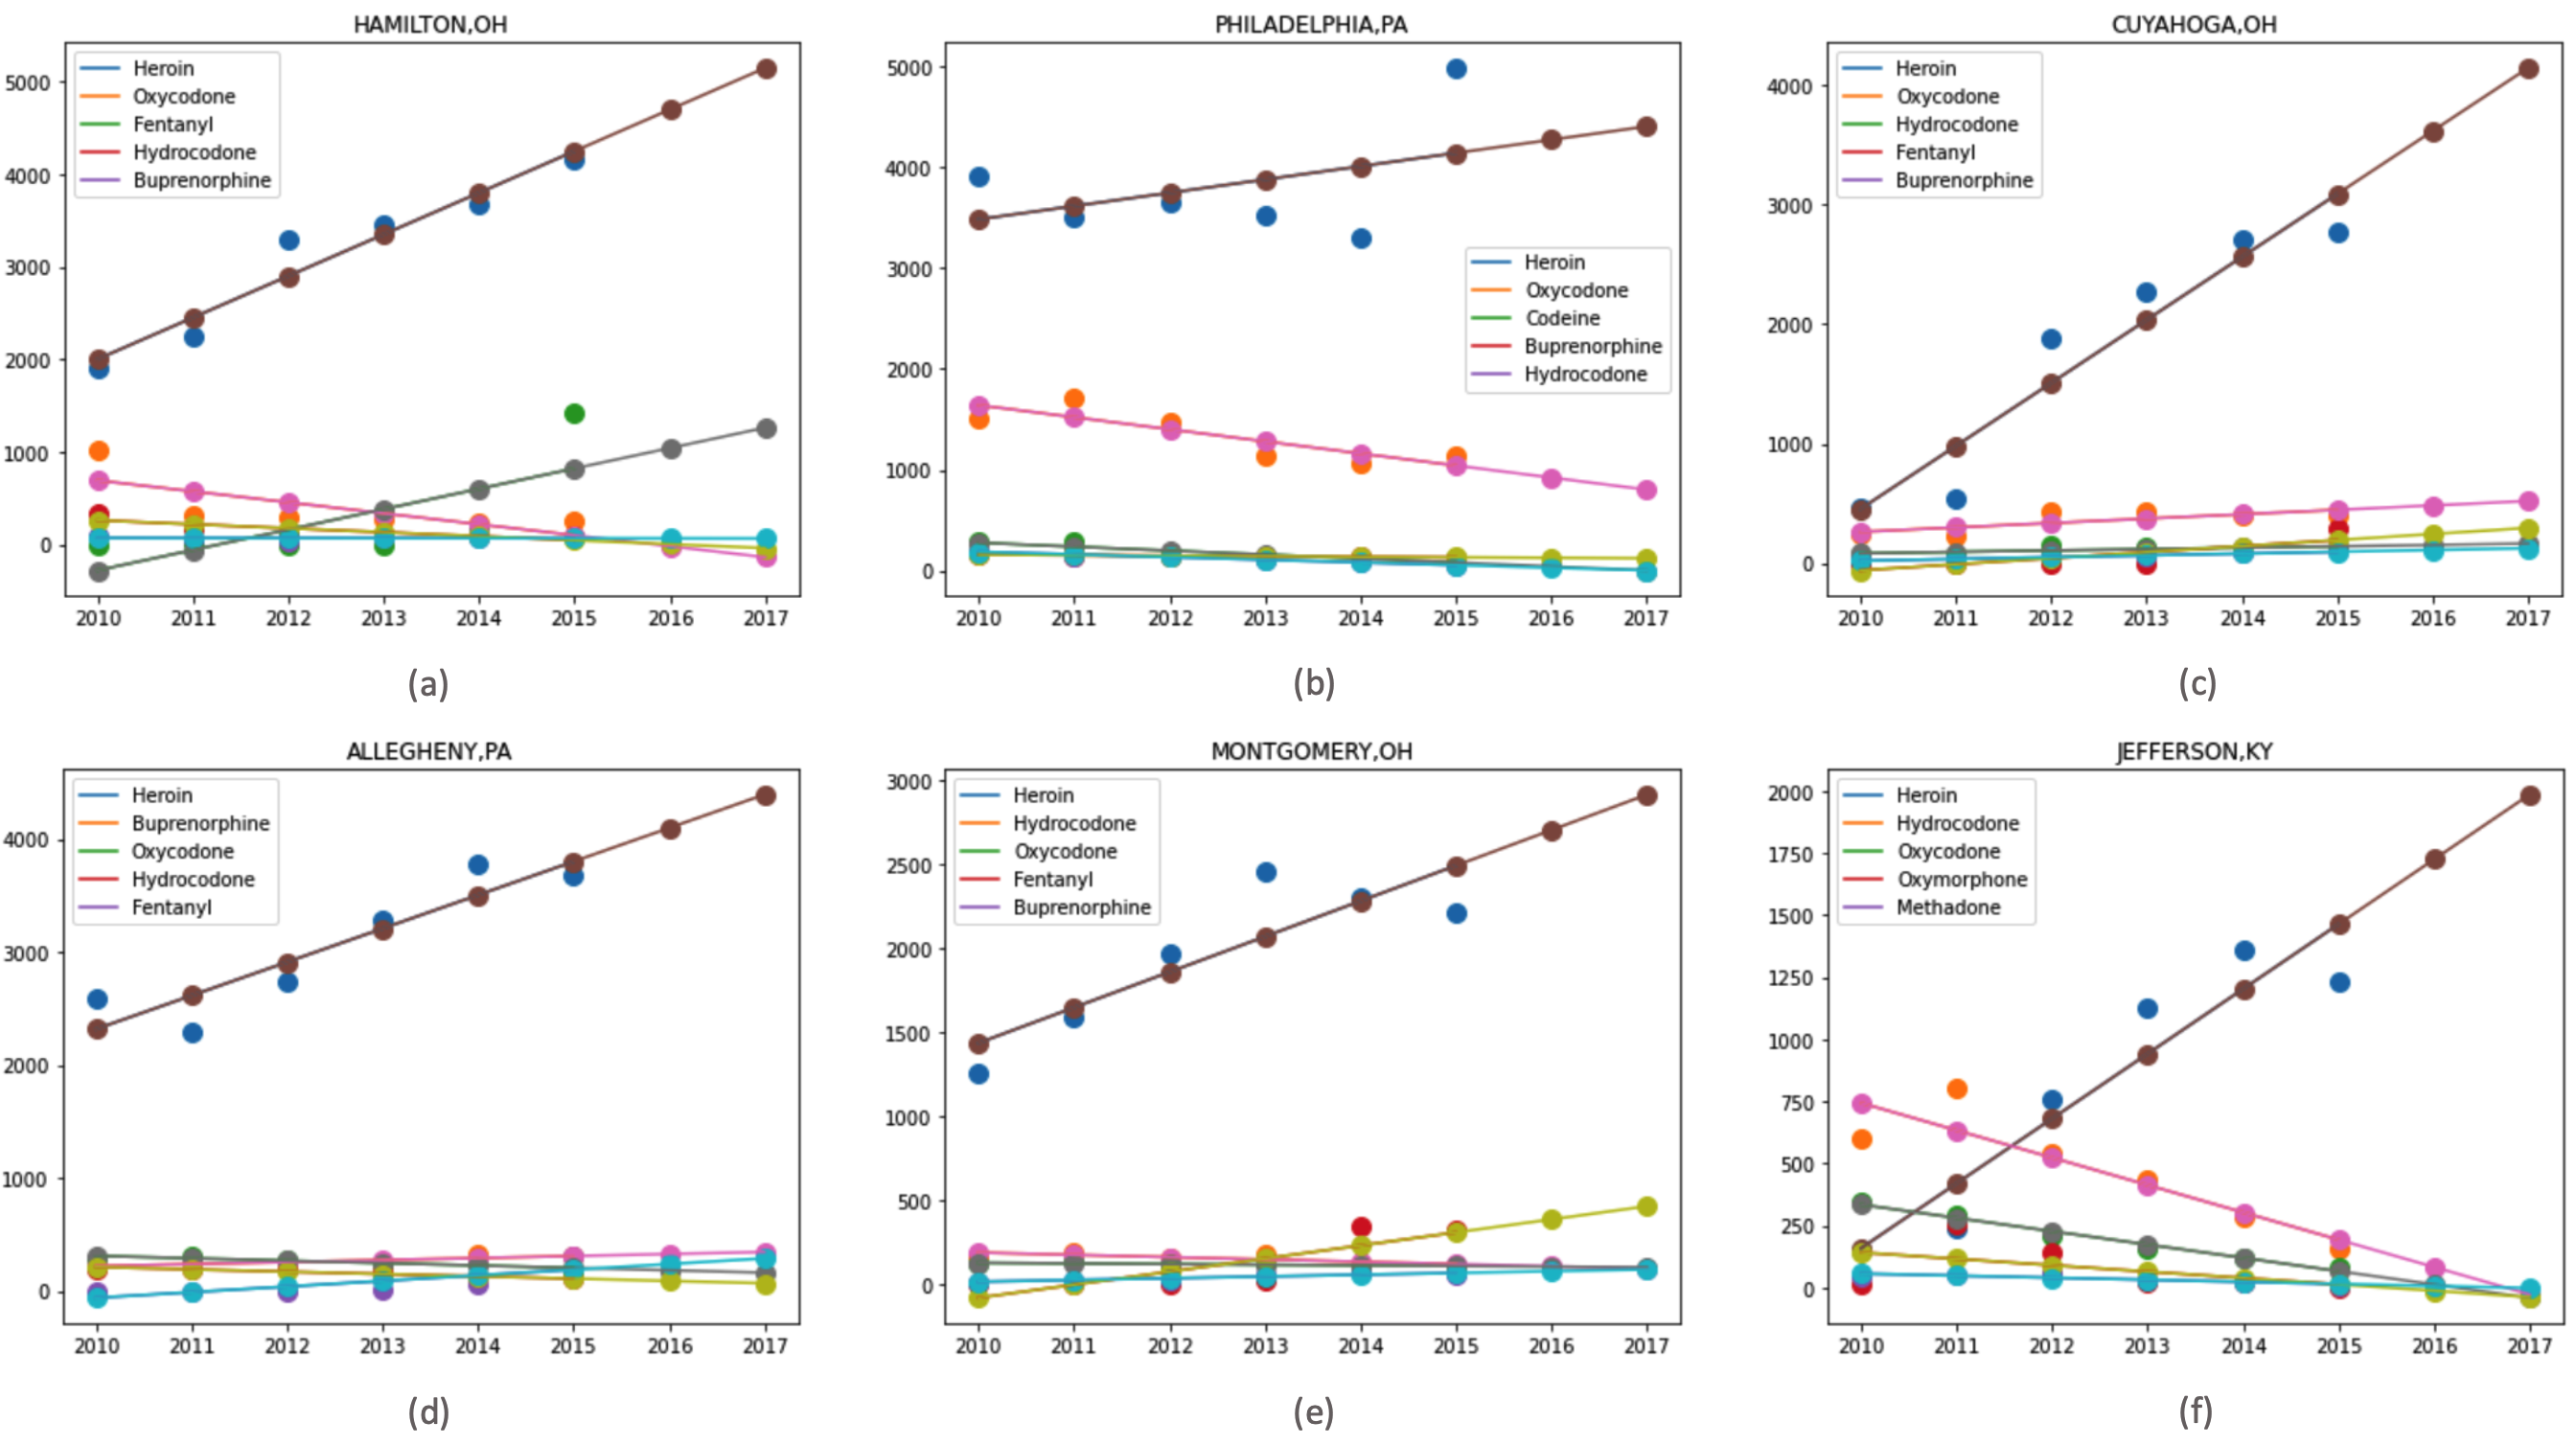 HAMILTON,OH
5000
4000
3000
2000
1000
0
Heroin
Oxycodone
Fentanyl
Hydrocodone
Buprenorphine
2010 2011 2012 2013 2014 2015 2016 2017
(a)
PHILADELPHIA,PA
5000
4000
3000
2000
1000
0
Heroin
Oxycodone
Codeine
Buprenorphine
Hydrocodone
2010 2011 2012 2013 2014 2015 2016 2017
(b)
CUYAHOGA,OH
4000
3000
2000
1000
0
Heroin
Oxycodone
Hydrocodone
Fentanyl
Buprenorphine
2010 2011 2012 2013 2014 2015 2016 2017
(c)
ALLEGHENY,PA
4000
3000
2000
1000
0
Heroin
Buprenorphine
Oxycodone
Hydrocodone
Fentanyl
2010 2011 2012 2013 2014 2015 2016 2017
(d)
MONTGOMERY,OH
3000
2500
2000
1500
1000
500
0
Heroin
Hydrocodone
Oxycodone
Fentanyl
Buprenorphine
2010 2011 2012 2013 2014 2015 2016 2017
(e)
JEFFERSON,KY
2000
1750
1500
1250
1000
750
500
250
0
Heroin
Hydrocodone
Oxycodone
Oxymorphone
Methadone
2010 2011 2012 2013 2014 2015 2016 2017
(f)